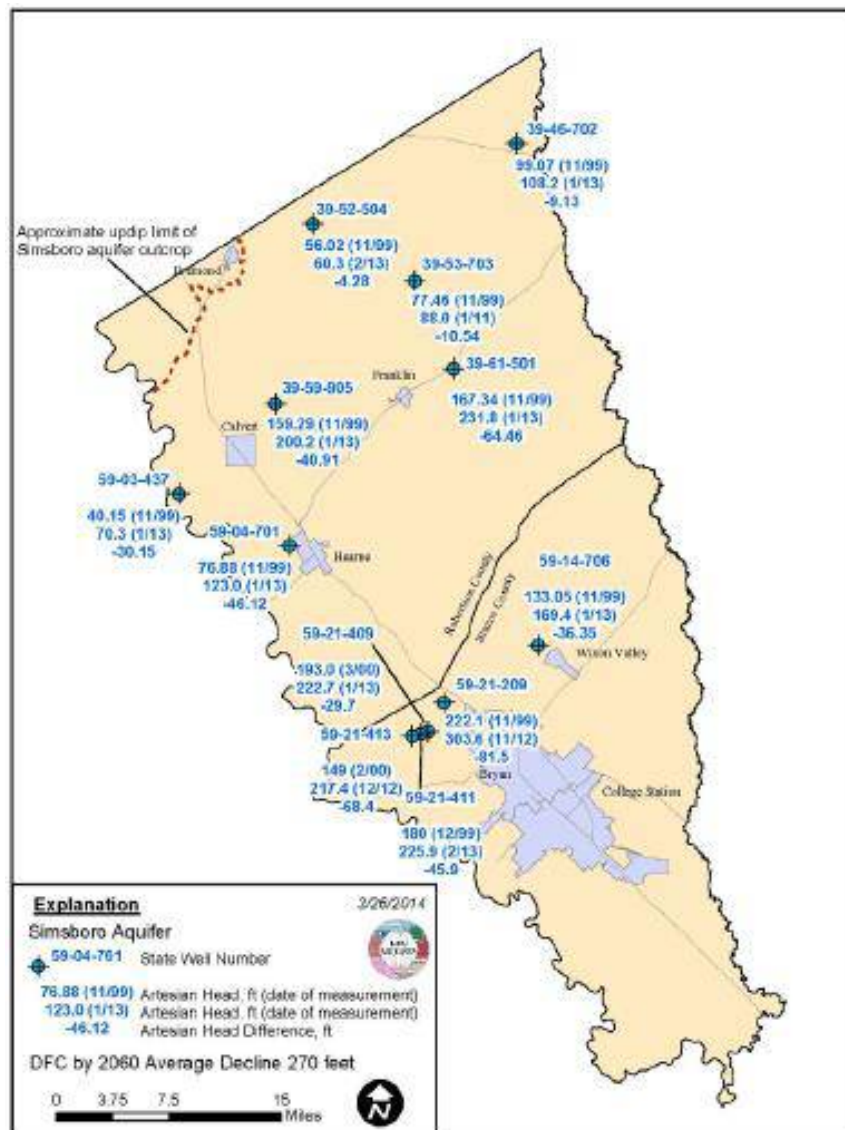 39-46-702
99.07 (11/99)
108.2 (1/13)
-9.13
39-52-504
56.02 (11/99)
60.3 (2/13)
-4.28
Approximate updip limit of
Simsboro aquifer outcrop
39-53-703
77.46 (11/99)
88.0 (1/11)
-10.54
39-61-501
167.34 (11/99)
231.8 (1/13)
-64.46
Franklin
39-59-905
159.29 (11/99)
200.2 (1/13)
-40.91
Calvert
59-03-437
40.15 (11/99)
70.3 (1/13)
-30.15
59-04-701
76.88 (11/99)
123.0 (1/13)
-46.12
Hearne
Robertson County
Brazos County
59-14-706
133.05 (11/99)
169.4 (1/13)
-36.35
Wixon Valley
59-21-409
193.0 (3/00)
222.7 (1/13)
-29.7
59-21-209
222.1 (11/99)
303.6 (11/12)
-81.5
59-21-413
149 (2/00)
217.4 (12/12)
-68.4
Bryan
59-21-411
180 (12/99)
225.9 (2/13)
-45.9
College Station
Explanation
3/26/2014
Simsboro Aquifer
59-04-761 State Well Number
76.88 (11/99) Artesian Head, ft (date of measurement)
123.0 (1/13) Artesian Head, ft (date of measurement)
-46.12 Artesian Head Difference, ft
DFC by 2060 Average Decline 270 feet
0 3.75 7.5 15
Miles
N